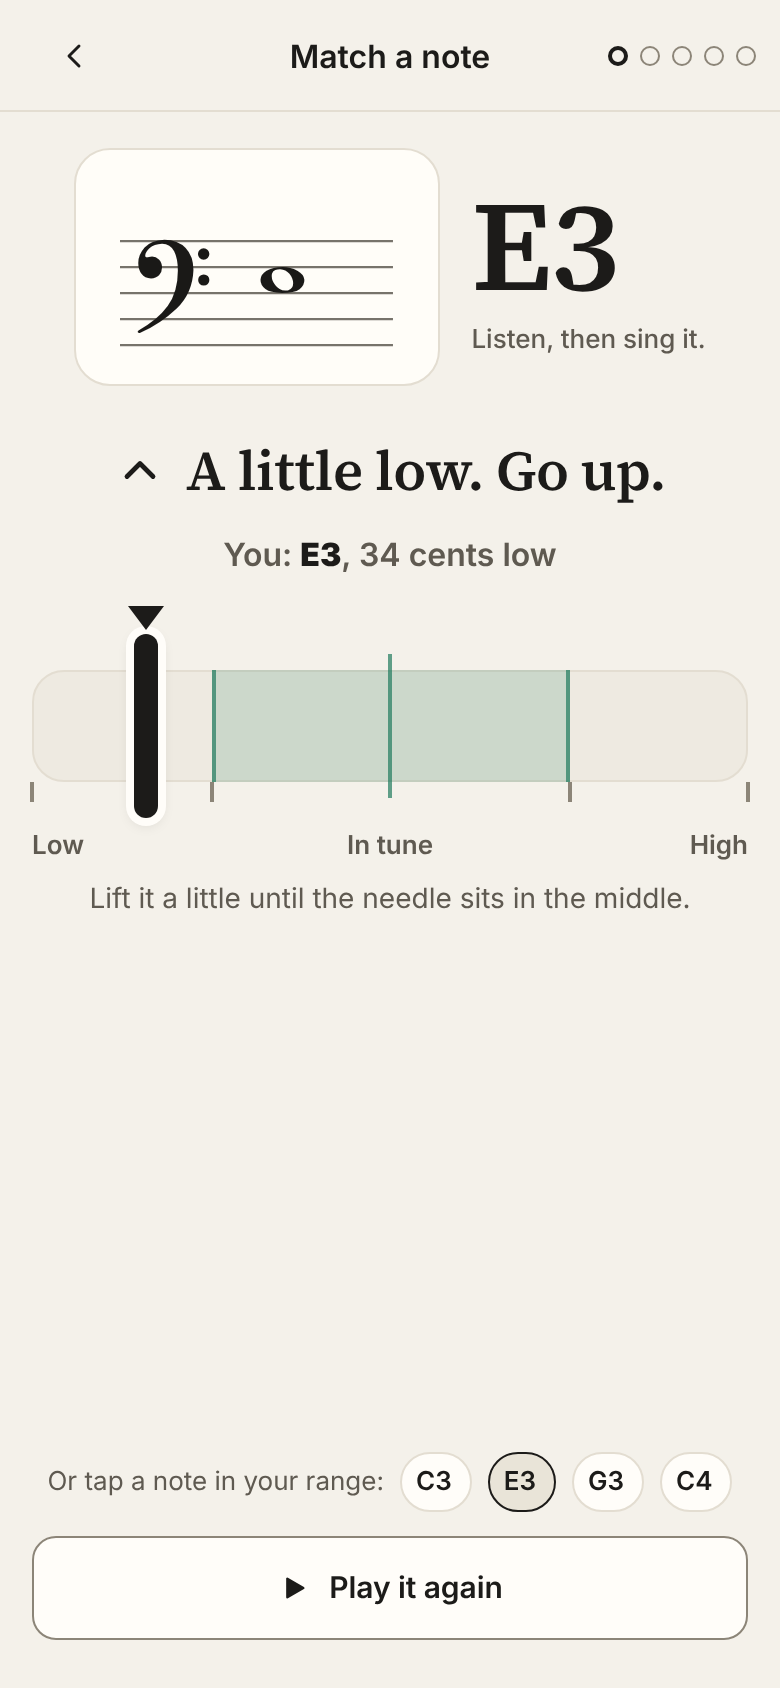 Match a note
E3
Listen, then sing it.
A little low. Go up.
You: E3, 34 cents low
Low
In tune
High
Lift it a little until the needle sits in the middle.
Or tap a note in your range: C3 E3 G3 C4
Play it again